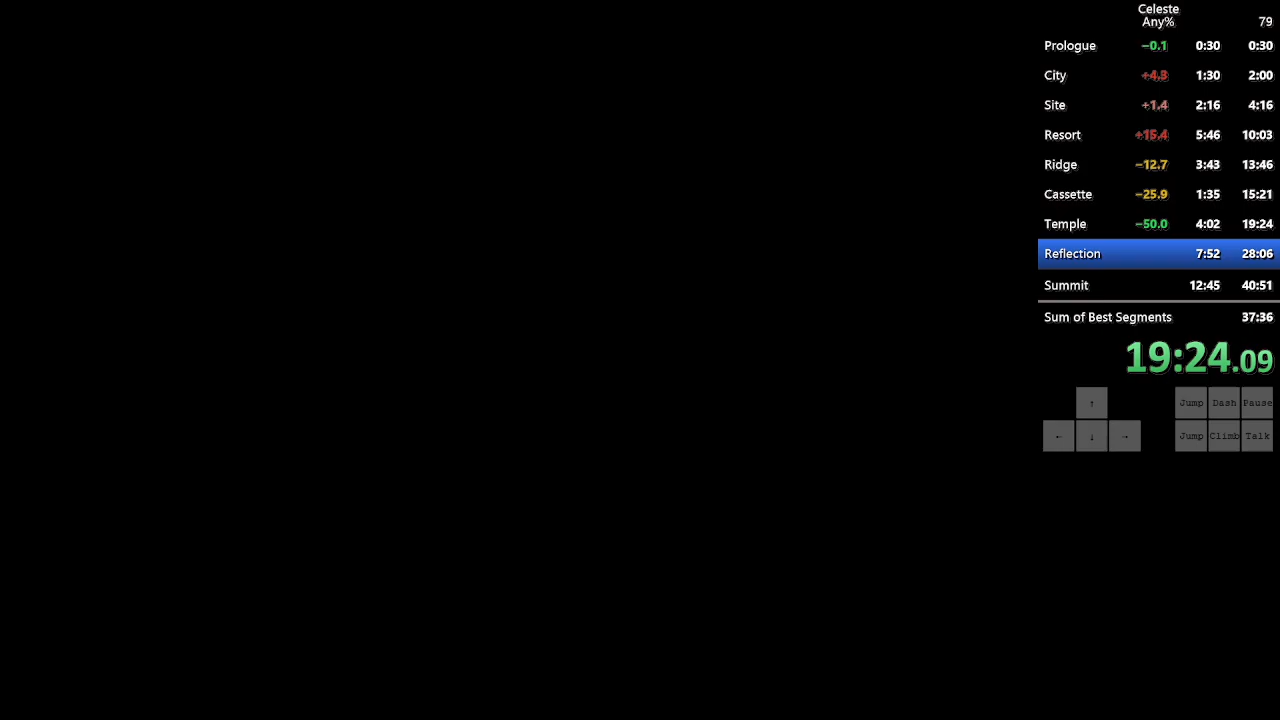 Celeste
Any% 79
Prologue −0.1 0:30 0:30
City +4.3 1:30 2:00
Site +1.4 2:16 4:16
Resort +15.4 5:46 10:03
Ridge −12.7 3:43 13:46
Cassette −25.9 1:35 15:21
Temple −50.0 4:02 19:24
Reflection 7:52 28:06
Summit 12:45 40:51
Sum of Best Segments 37:36
19:24.09
↑ Jump Dash Pause
← ↓ → Jump Climb Talk